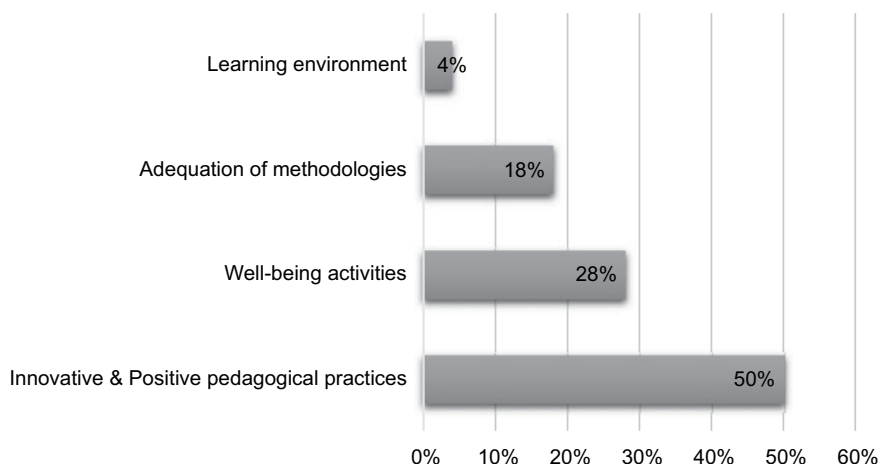 Learning environment 4%
Adequation of methodologies 18%
Well-being activities 28%
Innovative & Positive pedagogical practices 50%
0% 10% 20% 30% 40% 50% 60%